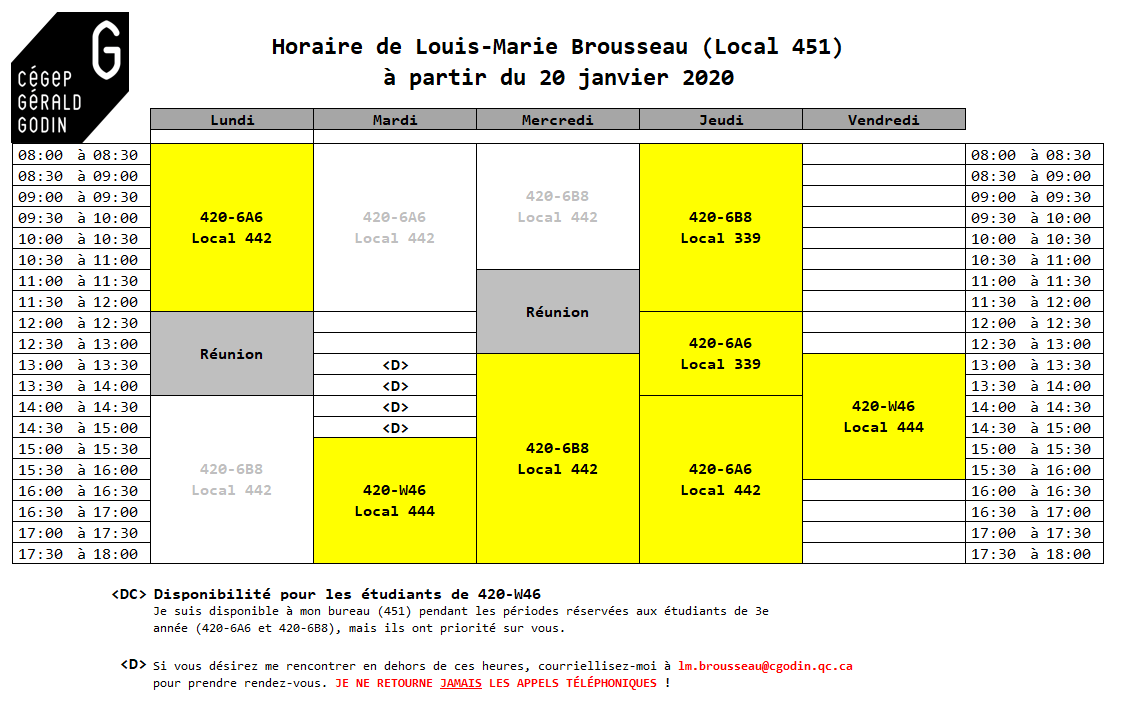 CÉGEP
GÉRALD
GODIN
G
Horaire de Louis-Marie Brousseau (Local 451)
à partir du 20 janvier 2020
Lundi Mardi Mercredi Jeudi Vendredi
08:00 à 08:30 08:00 à 08:30
08:30 à 09:00 08:30 à 09:00
09:00 à 09:30 420-6B8 09:00 à 09:30
09:30 à 10:00 420-6A6 420-6A6 Local 442 420-6B8 09:30 à 10:00
10:00 à 10:30 Local 442 Local 442 Local 339 10:00 à 10:30
10:30 à 11:00 10:30 à 11:00
11:00 à 11:30 11:00 à 11:30
11:30 à 12:00 11:30 à 12:00
12:00 à 12:30 Réunion 12:00 à 12:30
12:30 à 13:00 Réunion 420-6A6 12:30 à 13:00
13:00 à 13:30 <D> Local 339 13:00 à 13:30
13:30 à 14:00 <D> 13:30 à 14:00
14:00 à 14:30 <D> 420-W46 14:00 à 14:30
14:30 à 15:00 <D> Local 444 14:30 à 15:00
15:00 à 15:30 420-6B8 15:00 à 15:30
15:30 à 16:00 420-6B8 Local 442 420-6A6 15:30 à 16:00
16:00 à 16:30 Local 442 420-W46 Local 442 16:00 à 16:30
16:30 à 17:00 Local 444 16:30 à 17:00
17:00 à 17:30 17:00 à 17:30
17:30 à 18:00 17:30 à 18:00
<DC> Disponibilité pour les étudiants de 420-W46
Je suis disponible à mon bureau (451) pendant les périodes réservées aux étudiants de 3e
année (420-6A6 et 420-6B8), mais ils ont priorité sur vous.
<D> Si vous désirez me rencontrer en dehors de ces heures, courriellisez-moi à lm.brousseau@cgodin.qc.ca
pour prendre rendez-vous. JE NE RETOURNE JAMAIS LES APPELS TÉLÉPHONIQUES !